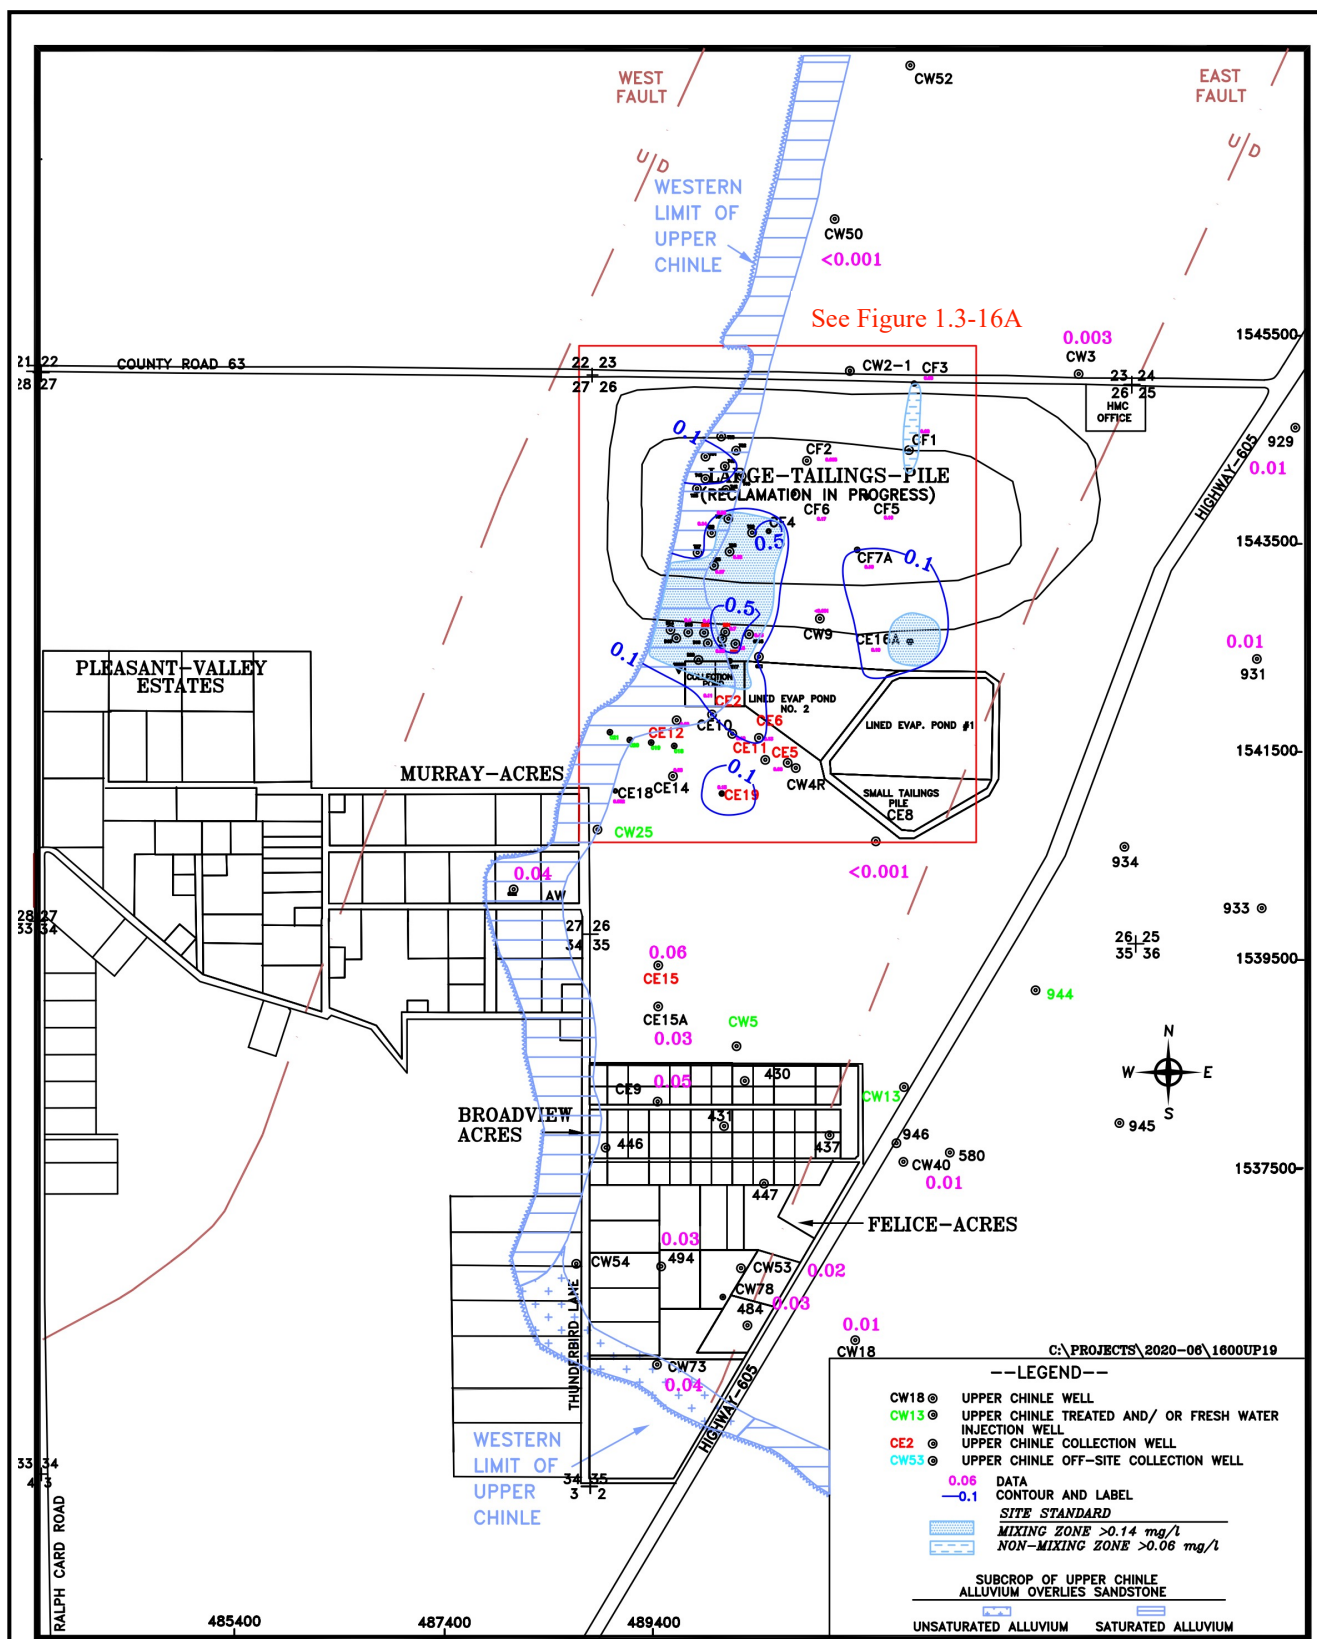 CW52
WEST
FAULT
EAST
FAULT
U/D
U/D
WESTERN
LIMIT OF
UPPER
CHINLE
CW50
<0.001
See Figure 1.3-16A
1545500
0.003
CW3
21 22
28 27
COUNTY ROAD 63
22 23
27 26
CW2-1
CF3
23 24
26 25
HMC
OFFICE
929
0.01
HIGHWAY-605
0.1
CF2
CF1
LARGE-TAILINGS-PILE
(RECLAMATION IN PROGRESS)
CF6
CF5
CF4
0.5
1543500
CF7A
0.1
0.5
CW9
CE16A
0.1
0.01
931
PLEASANT-VALLEY
ESTATES
COLLECTION
POND
CE2
LINED EVAP POND
NO. 2
CE10
CE6
LINED EVAP. POND #1
CE12
CE11
CE5
1541500
MURRAY-ACRES
0.1
CE14
CW4R
CE18
CE19
SMALL TAILINGS
PILE
CE8
CW25
934
<0.001
0.04
AW
933
28 27
33 34
27 26
34 35
26 25
35 36
0.06
CE15
1539500
944
CE15A
0.03
CW5
N
W E
S
430
0.05
CE9
CW13
BROADVIEW
ACRES
431
446
437
946
945
580
CW40
0.01
1537500
447
FELICE-ACRES
0.03
494
CW54
CW53
0.02
CW78
0.03
484
THUNDERBIRD LANE
0.01
CW18
CW73
0.04
HIGHWAY-605
WESTERN
LIMIT OF
UPPER
CHINLE
33 34
4 3
34 35
3 2
RALPH CARD ROAD
485400
487400
489400
C:\PROJECTS\2020-06\1600UP19
--LEGEND--
CW18 UPPER CHINLE WELL
CW13 UPPER CHINLE TREATED AND/ OR FRESH WATER
INJECTION WELL
CE2 UPPER CHINLE COLLECTION WELL
CW53 UPPER CHINLE OFF-SITE COLLECTION WELL
0.06 DATA
0.1 CONTOUR AND LABEL
SITE STANDARD
MIXING ZONE >0.14 mg/l
NON-MIXING ZONE >0.06 mg/l
SUBCROP OF UPPER CHINLE
ALLUVIUM OVERLIES SANDSTONE
UNSATURATED ALLUVIUM
SATURATED ALLUVIUM